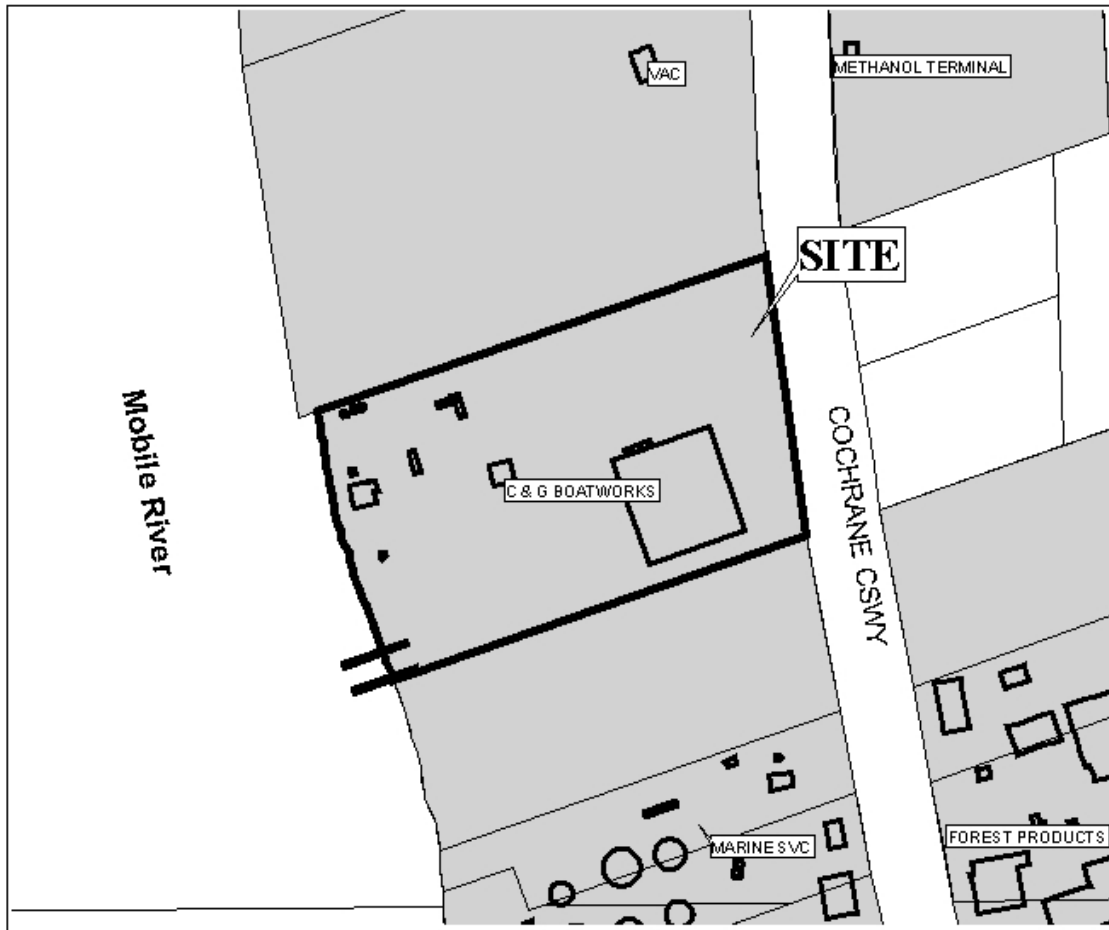 VAC
METHANOL TERMINAL
SITE
Mobile River
C & G BOATWORKS
COCHRANE CSWY
MARINE SVC
FOREST PRODUCTS